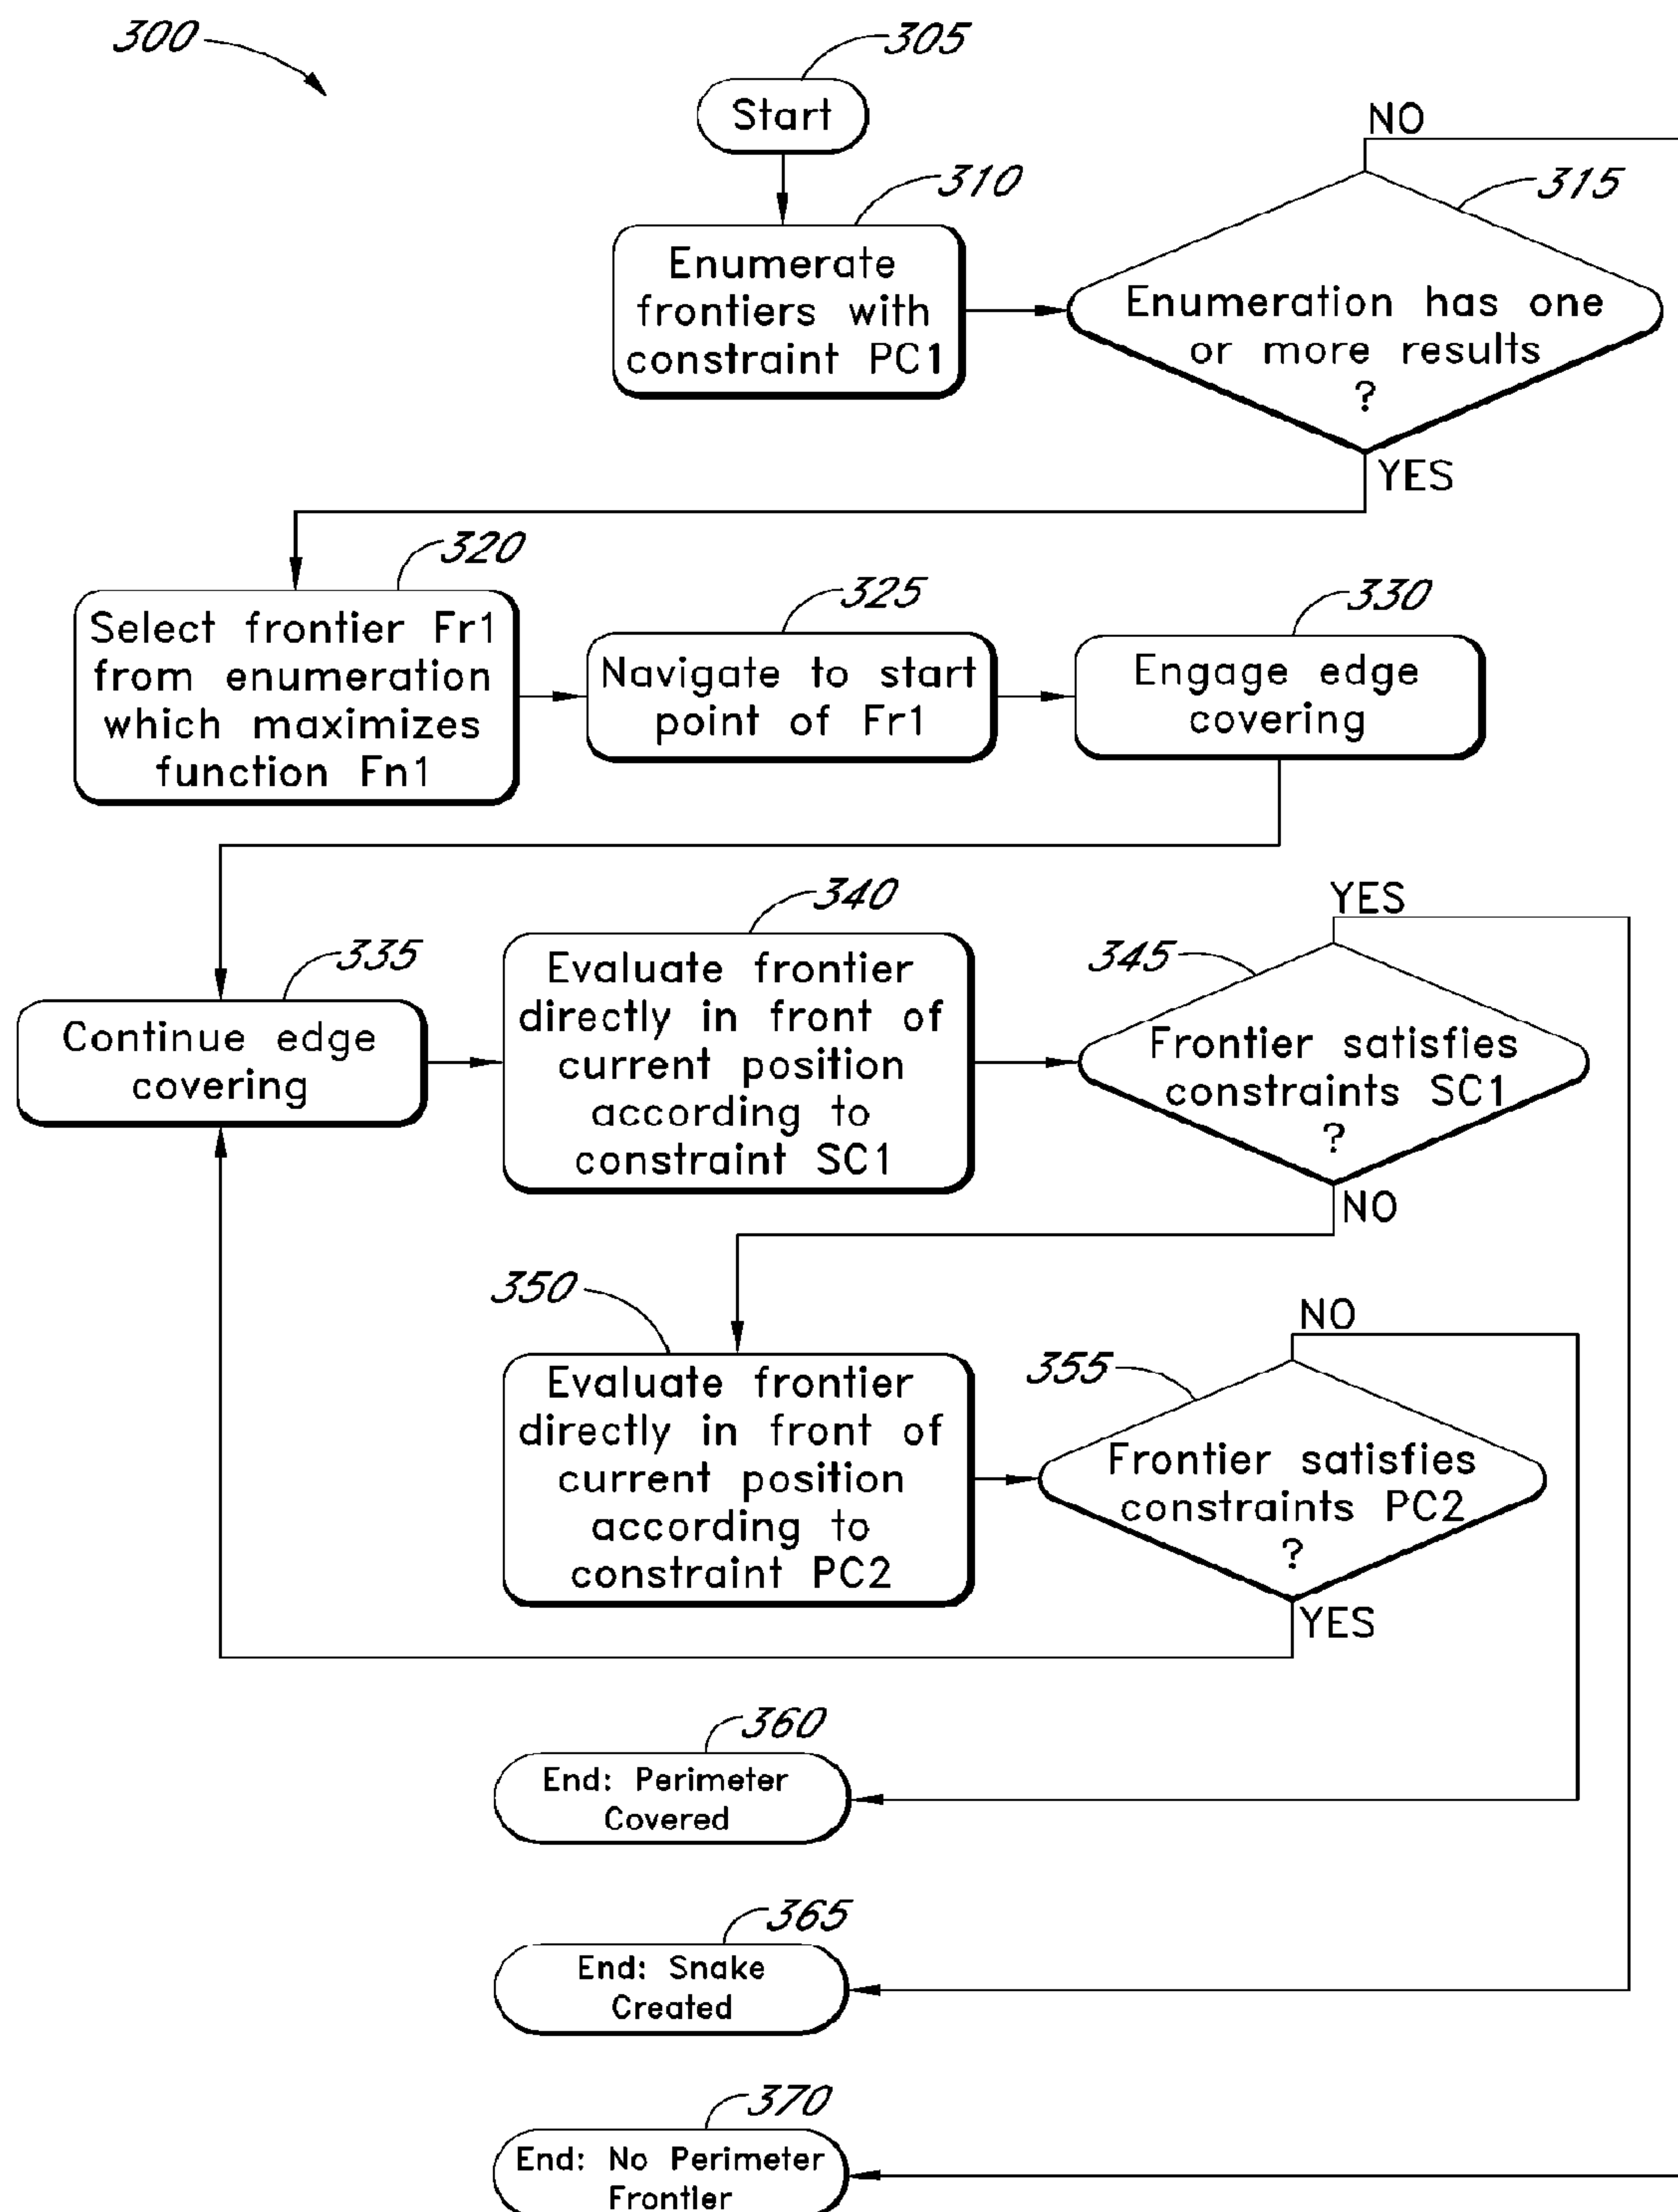 300
305
Start
310
Enumerate
frontiers with
constraint PC1
NO
315
Enumeration has one
or more results
?
YES
320
Select frontier Fr1
from enumeration
which maximizes
function Fn1
325
Navigate to start
point of Fr1
330
Engage edge
covering
335
Continue edge
covering
340
Evaluate frontier
directly in front of
current position
according to
constraint SC1
YES
345
Frontier satisfies
constraints SC1
?
NO
350
Evaluate frontier
directly in front of
current position
according to
constraint PC2
NO
355
Frontier satisfies
constraints PC2
?
YES
360
End: Perimeter
Covered
365
End: Snake
Created
370
End: No Perimeter
Frontier